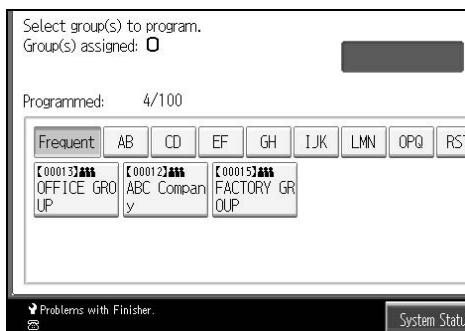 Select group(s) to program.
Group(s) assigned: 0
Programmed: 4/100
Frequent AB CD EF GH IJK LMN OPQ RST
【00013】 【00012】 【00015】
OFFICE GRO ABC Compan FACTORY GR
UP y OUP
Problems with Finisher.
System Statu